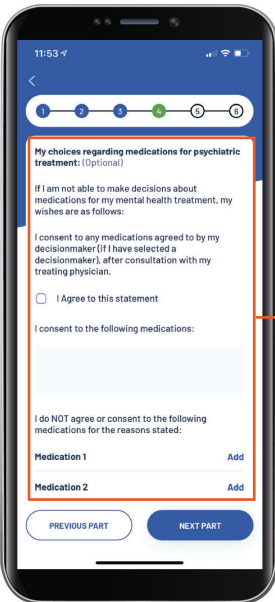 11:53
1 2 3 4 5 6
My choices regarding medications for psychiatric
treatment: (Optional)
If I am not able to make decisions about
medications for my mental health treatment, my
wishes are as follows:
I consent to any medications agreed to by my
decisionmaker (if I have selected a
decisionmaker), after consultation with my
treating physician.
I Agree to this statement
I consent to the following medications:
I do NOT agree or consent to the following
medications for the reasons stated:
Medication 1 Add
Medication 2 Add
PREVIOUS PART NEXT PART